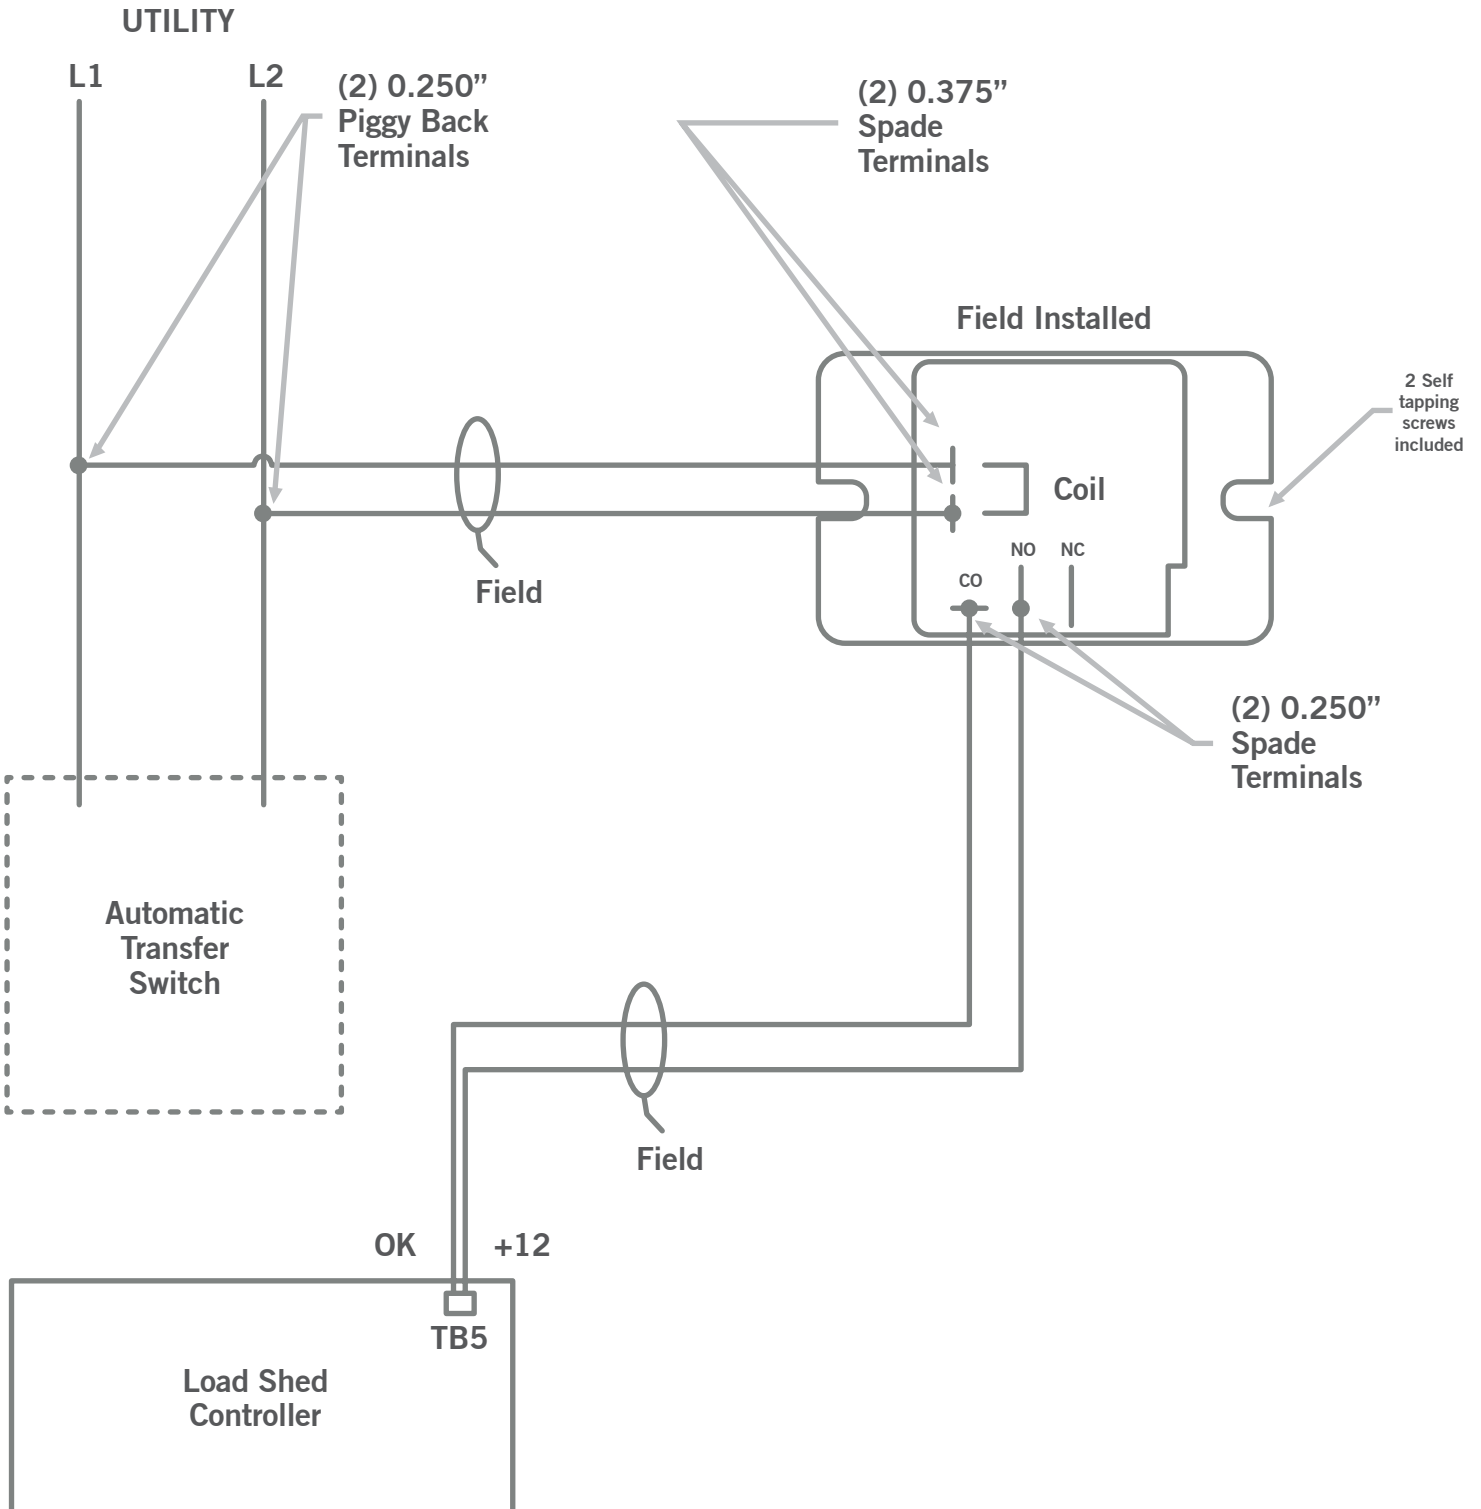 UTILITY
L1
L2
(2) 0.250”
Piggy Back
Terminals
(2) 0.375”
Spade
Terminals
Field Installed
2 Self
tapping
screws
included
Coil
NO
NC
CO
Field
(2) 0.250”
Spade
Terminals
Automatic
Transfer
Switch
Field
OK
+12
TB5
Load Shed
Controller